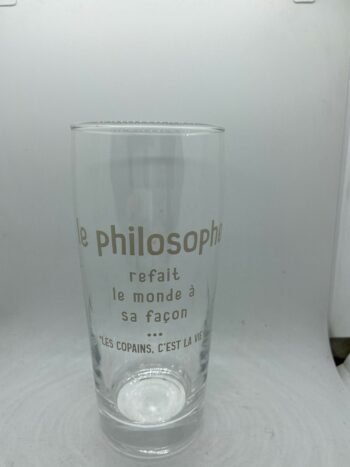 le philosophe
refait
le monde à
sa façon
...
"LES COPAINS, C'EST LA VIE